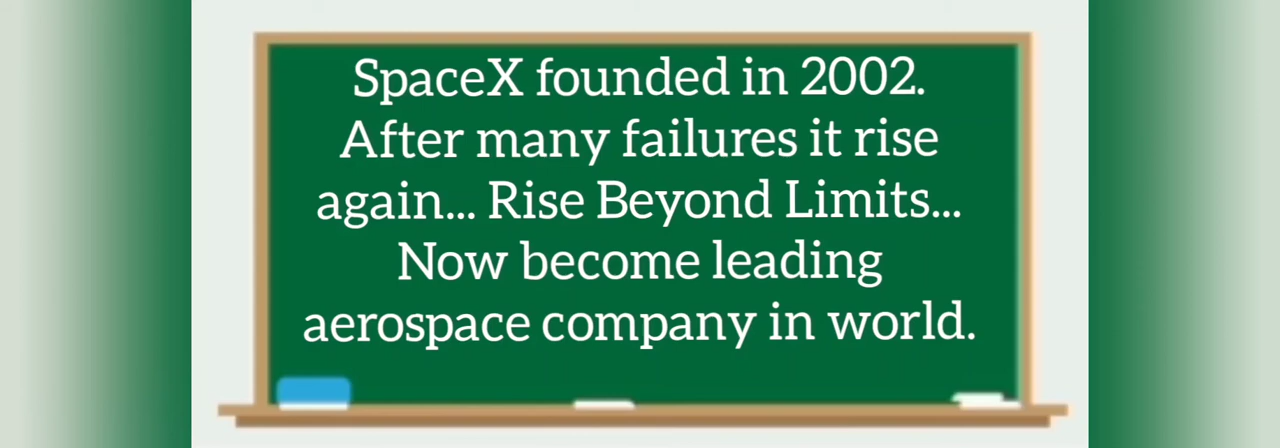 SpaceX founded in 2002.
After many failures it rise
again... Rise Beyond Limits...
Now become leading
aerospace company in world.